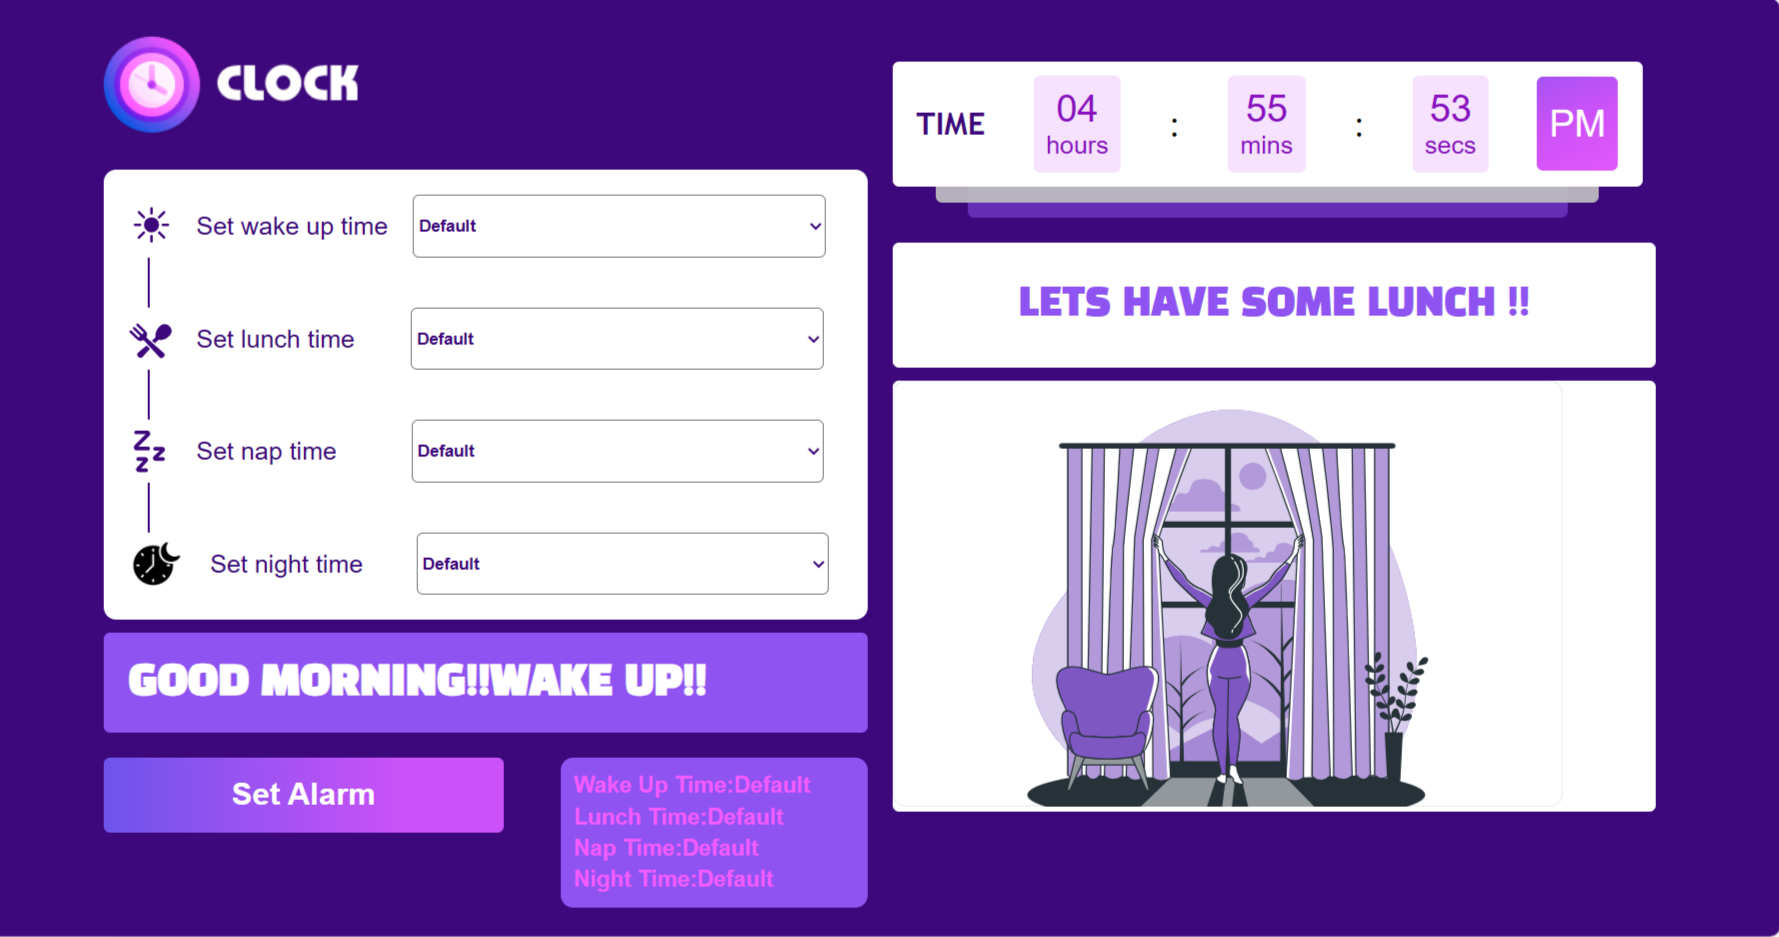 CLOCK
Set wake up time Default
Set lunch time Default
Set nap time Default
Set night time Default
GOOD MORNING!!WAKE UP!!
Set Alarm
Wake Up Time:Default
Lunch Time:Default
Nap Time:Default
Night Time:Default
TIME 04 : 55 : 53 PM
hours mins secs
LETS HAVE SOME LUNCH !!